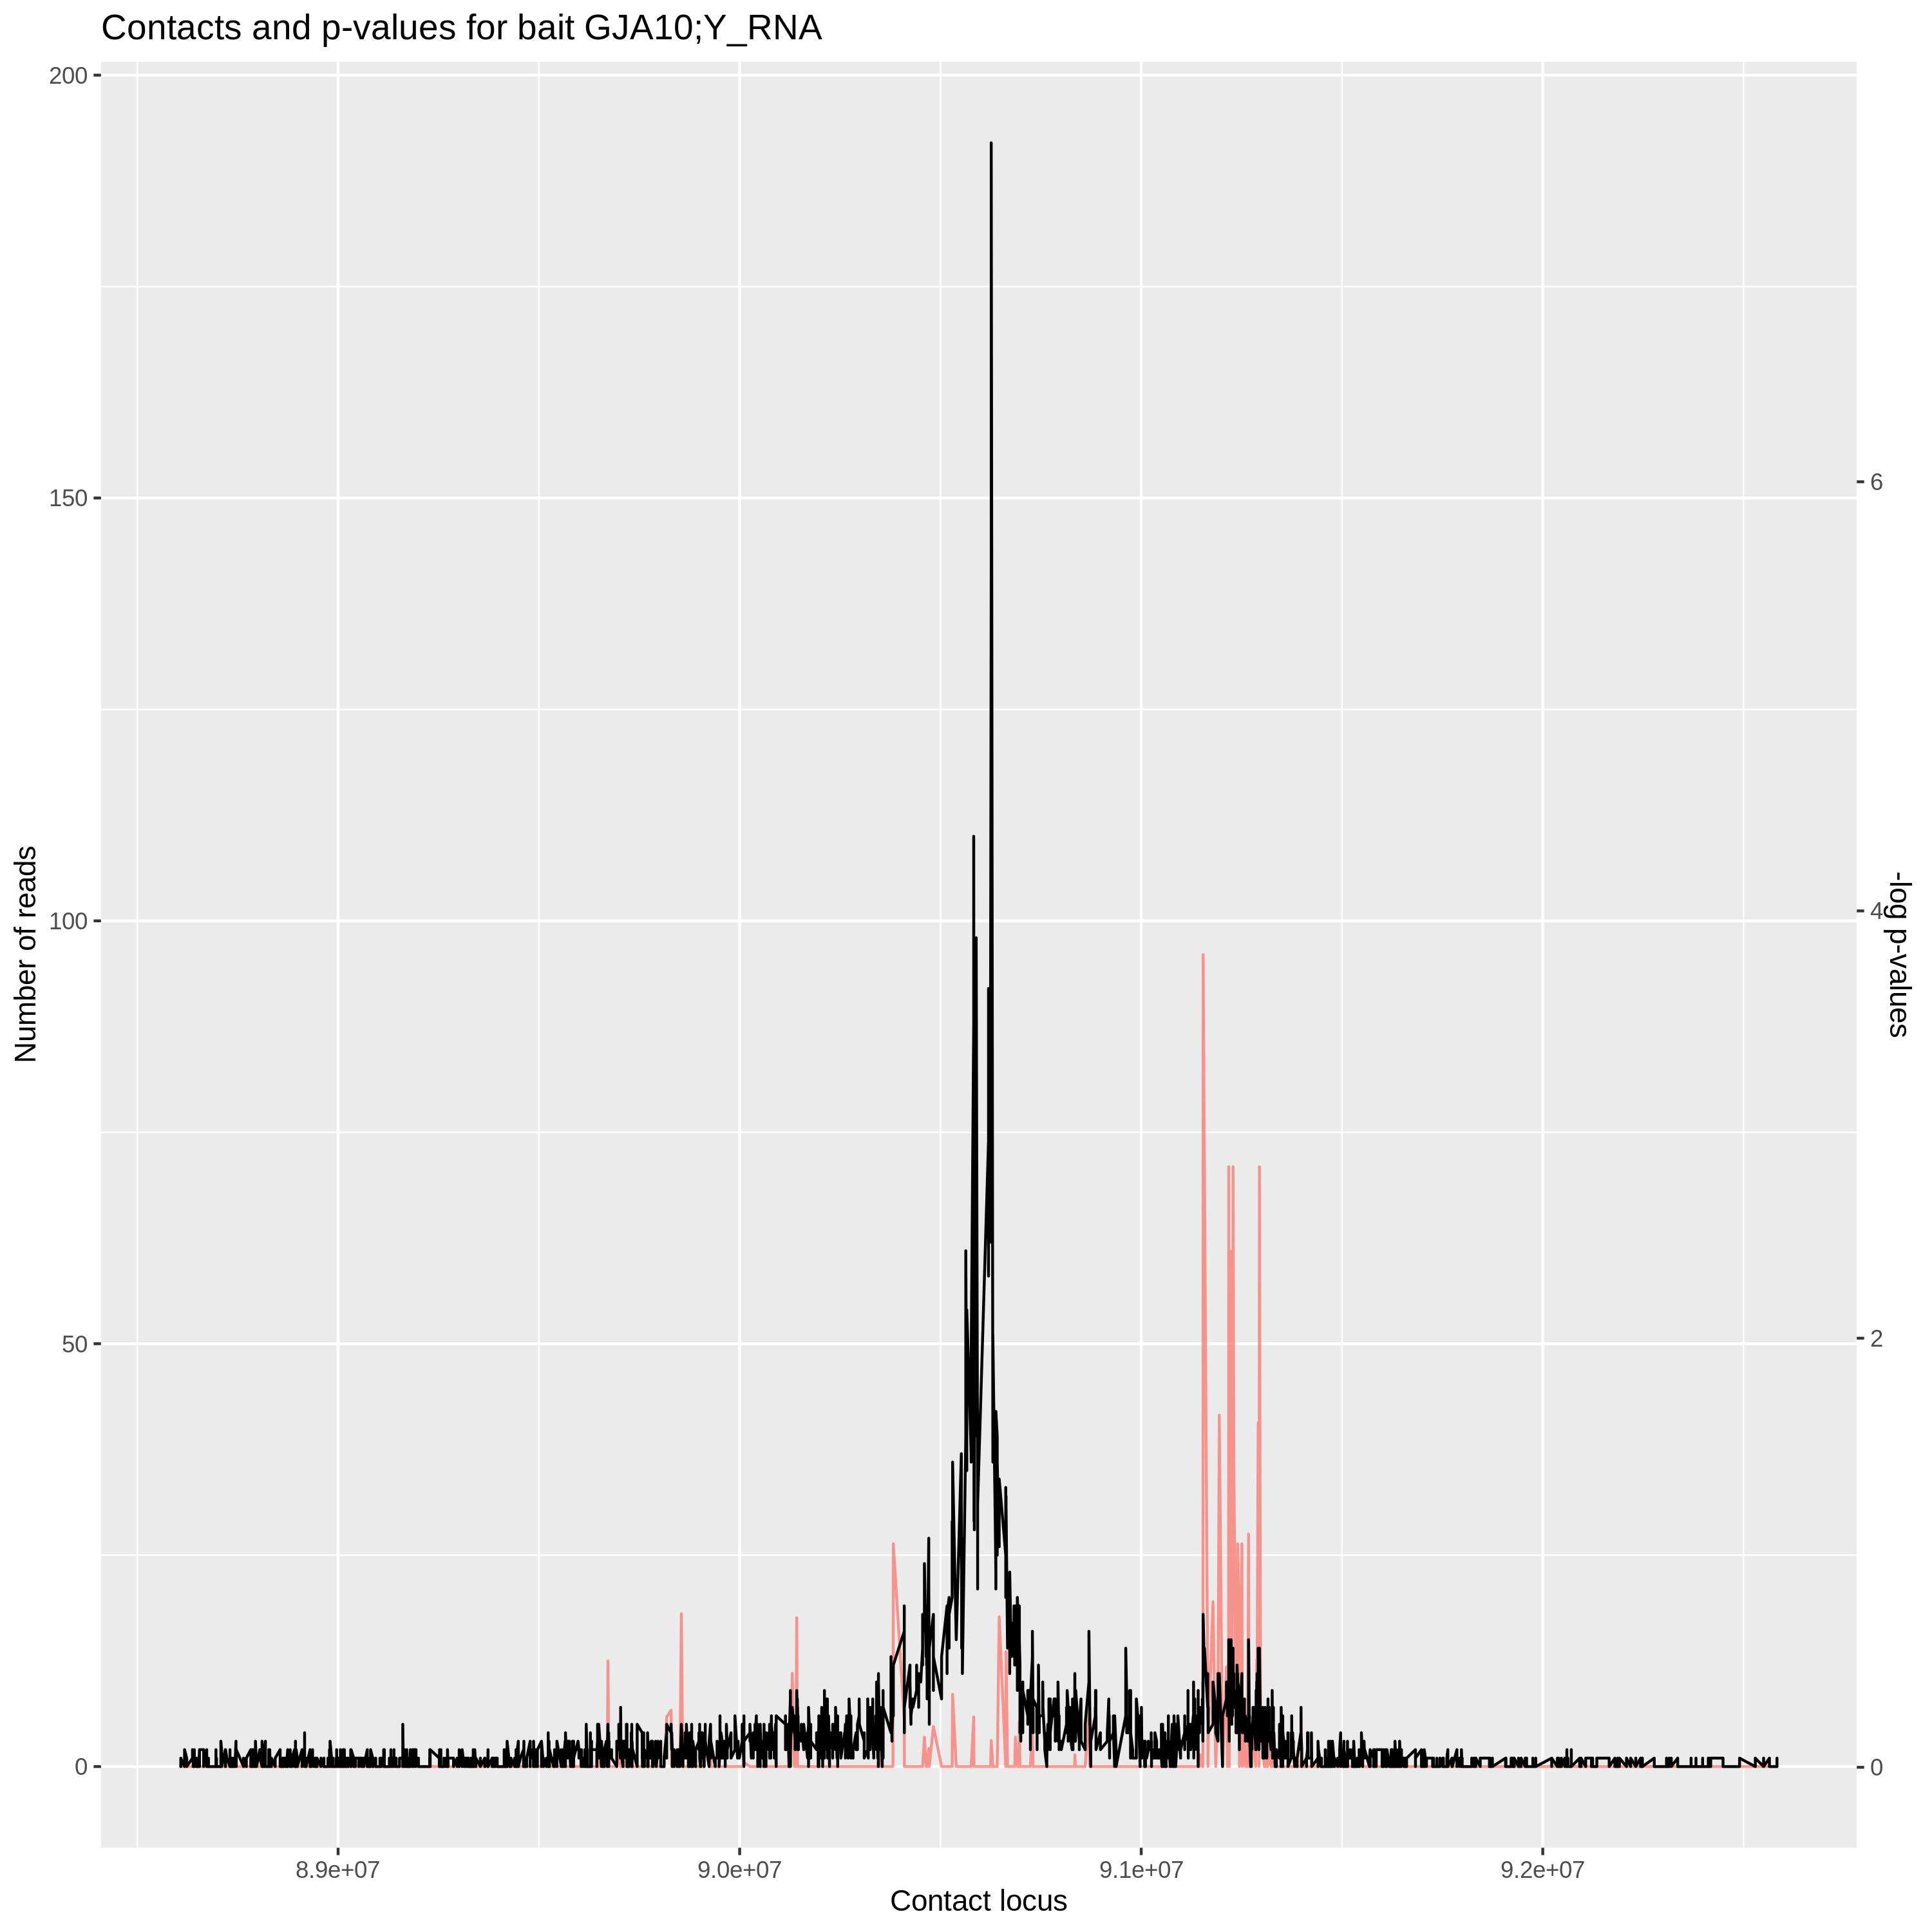 Contacts and p-values for bait GJA10;Y_RNA
200
150
100
50
0
Number of reads
6
4
2
0
-log p-values
8.9e+07
9.0e+07
9.1e+07
9.2e+07
Contact locus